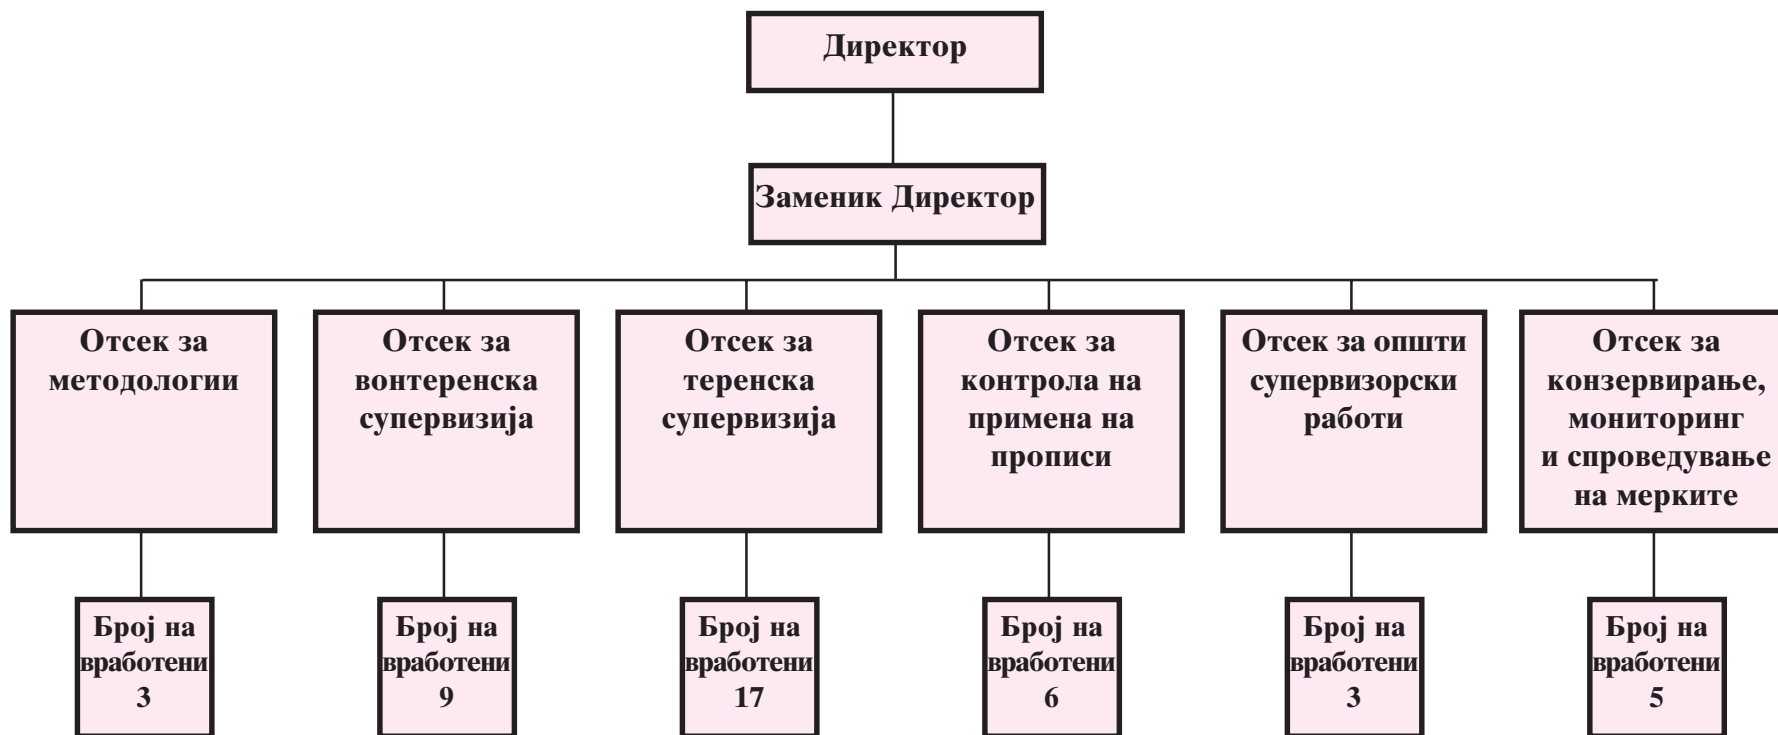 Директор
Заменик Директор
Отсек за
методологии
Отсек за
вонтеренска
супервизија
Отсек за
теренска
супервизија
Отсек за
контрола на
примена на
прописи
Отсек за општи
супервизорски
работи
Отсек за
конзервирање,
мониторинг
и спроведување
на мерките
Број на
вработени
3
Број на
вработени
9
Број на
вработени
17
Број на
вработени
6
Број на
вработени
3
Број на
вработени
5